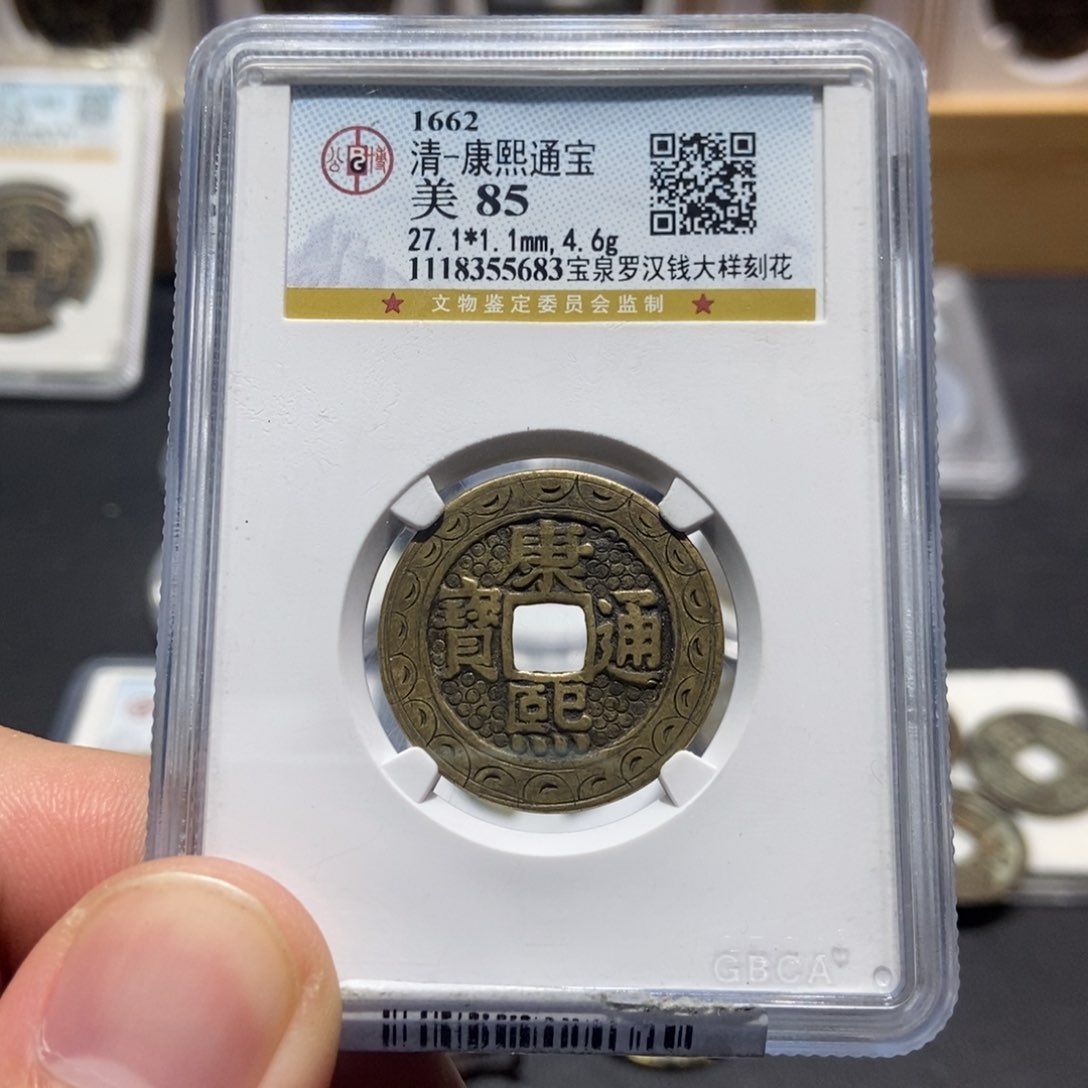 1662
清-康熙通宝
美 85
27.1*1.1mm,4.6g
1118355683宝泉罗汉钱大样刻花
公博
★ 文物鉴定委员会监制 ★
康熙通寶
GBCA